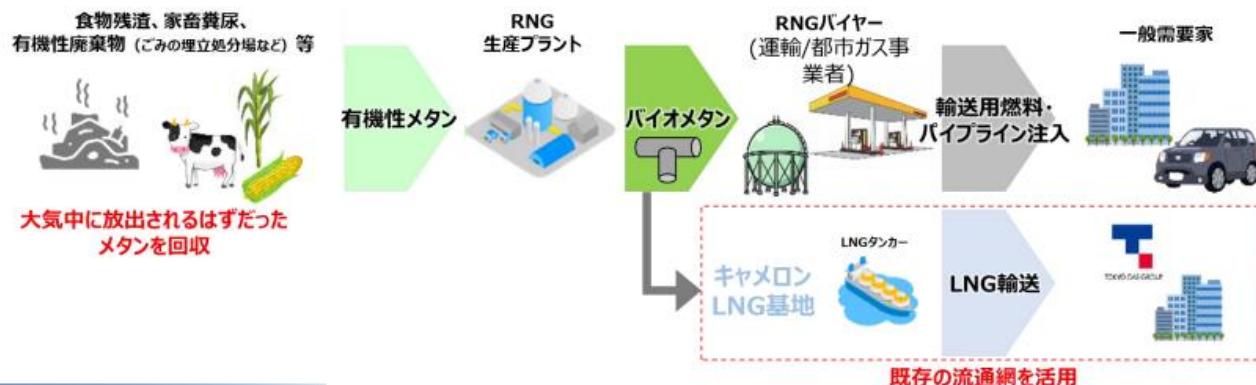 食物残渣、家畜糞尿、
有機性廃棄物（ごみの埋立処分場など）等
大気中に放出されるはずだった
メタンを回収
有機性メタン
RNG
生産プラント
バイオメタン
RNGバイヤー
(運輸/都市ガス事
業者)
輸送用燃料・
パイプライン注入
一般需要家
キャメロン
LNG基地
LNGタンカー
LNG輸送
TOKYO GAS GROUP
既存の流通網を活用